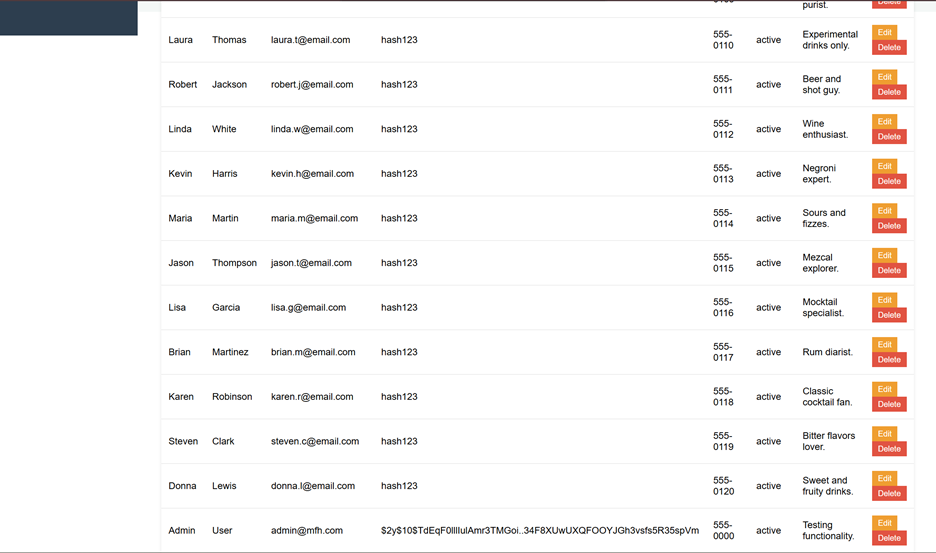 purist.
Delete
Laura Thomas laura.t@email.com hash123 555-0110 active Experimental drinks only. Edit Delete
Robert Jackson robert.j@email.com hash123 555-0111 active Beer and shot guy. Edit Delete
Linda White linda.w@email.com hash123 555-0112 active Wine enthusiast. Edit Delete
Kevin Harris kevin.h@email.com hash123 555-0113 active Negroni expert. Edit Delete
Maria Martin maria.m@email.com hash123 555-0114 active Sours and fizzes. Edit Delete
Jason Thompson jason.t@email.com hash123 555-0115 active Mezcal explorer. Edit Delete
Lisa Garcia lisa.g@email.com hash123 555-0116 active Mocktail specialist. Edit Delete
Brian Martinez brian.m@email.com hash123 555-0117 active Rum diarist. Edit Delete
Karen Robinson karen.r@email.com hash123 555-0118 active Classic cocktail fan. Edit Delete
Steven Clark steven.c@email.com hash123 555-0119 active Bitter flavors lover. Edit Delete
Donna Lewis donna.l@email.com hash123 555-0120 active Sweet and fruity drinks. Edit Delete
Admin User admin@mfh.com 555-0000 active Testing functionality. Edit Delete